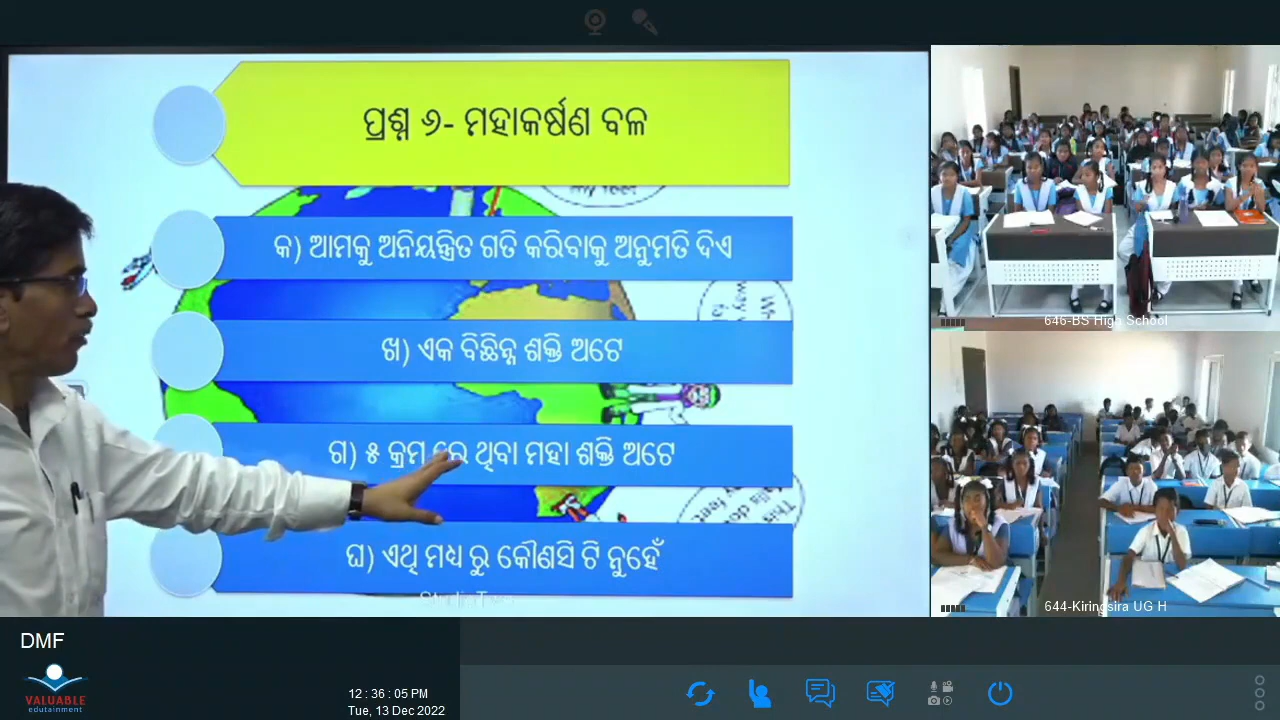 ପ୍ରଶ୍ନ ୬- ମହାକର୍ଷଣ ବଳ
my feet
କ) ଆମକୁ ଅନିୟନ୍ତ୍ରିତ ଗତି କରିବାକୁ ଅନୁମତି ଦିଏ
ଖ) ଏକ ବିଚ୍ଛିନ୍ନ ଶକ୍ତି ଅଟେ
ଗ) ୫ କ୍ରମ ରେ ଥିବା ମହା ଶକ୍ତି ଅଟେ
ଘ) ଏଥି ମଧ୍ୟ ରୁ କୌଣସି ଟି ନୁହେଁ
646-BS High School
644-Kiringsira UG H
DMF
VALUABLE
edutainment
12 : 36 : 05 PM
Tue, 13 Dec 2022